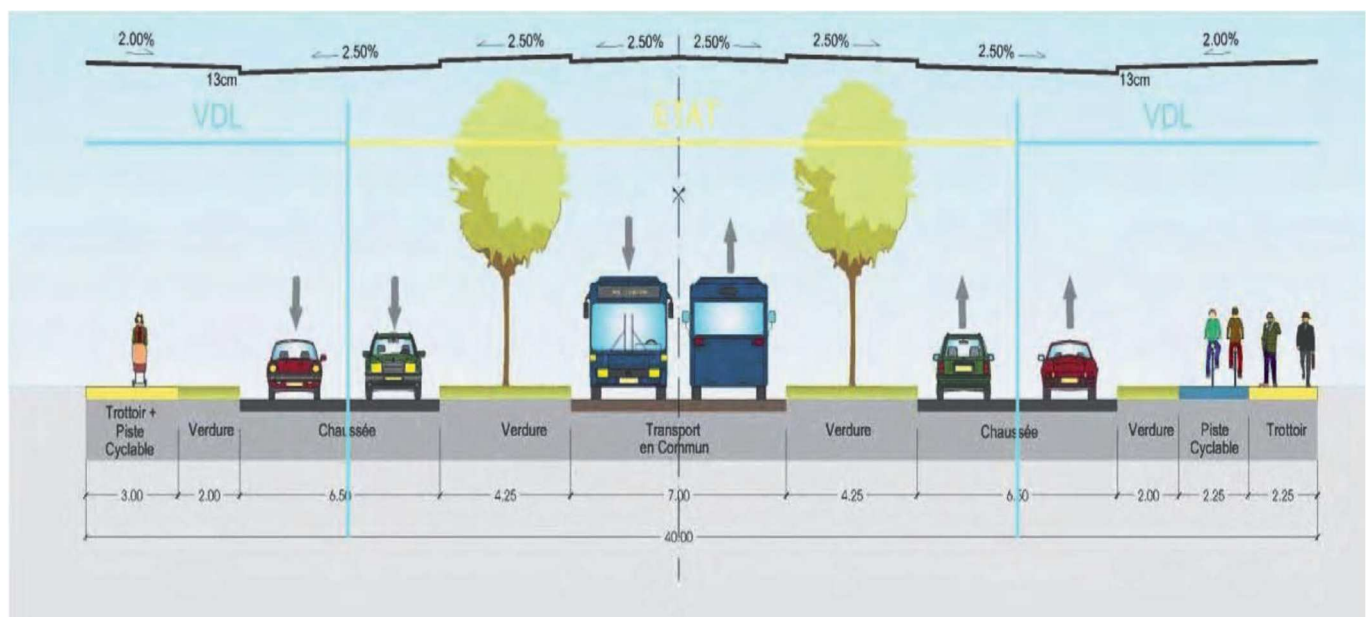 2.00% 2.50% 2.50% 2.50% 2.50% 2.50% 2.50% 2.00%
13cm 13cm
VDL ETAT VDL
Trottoir + Piste Cyclable
Verdure
Chaussée
Verdure
Transport en Commun
Verdure
Chaussée
Verdure
Piste Cyclable
Trottoir
3.00 2.00 6.50 4.25 7.00 4.25 6.50 2.00 2.25 2.25
40.00